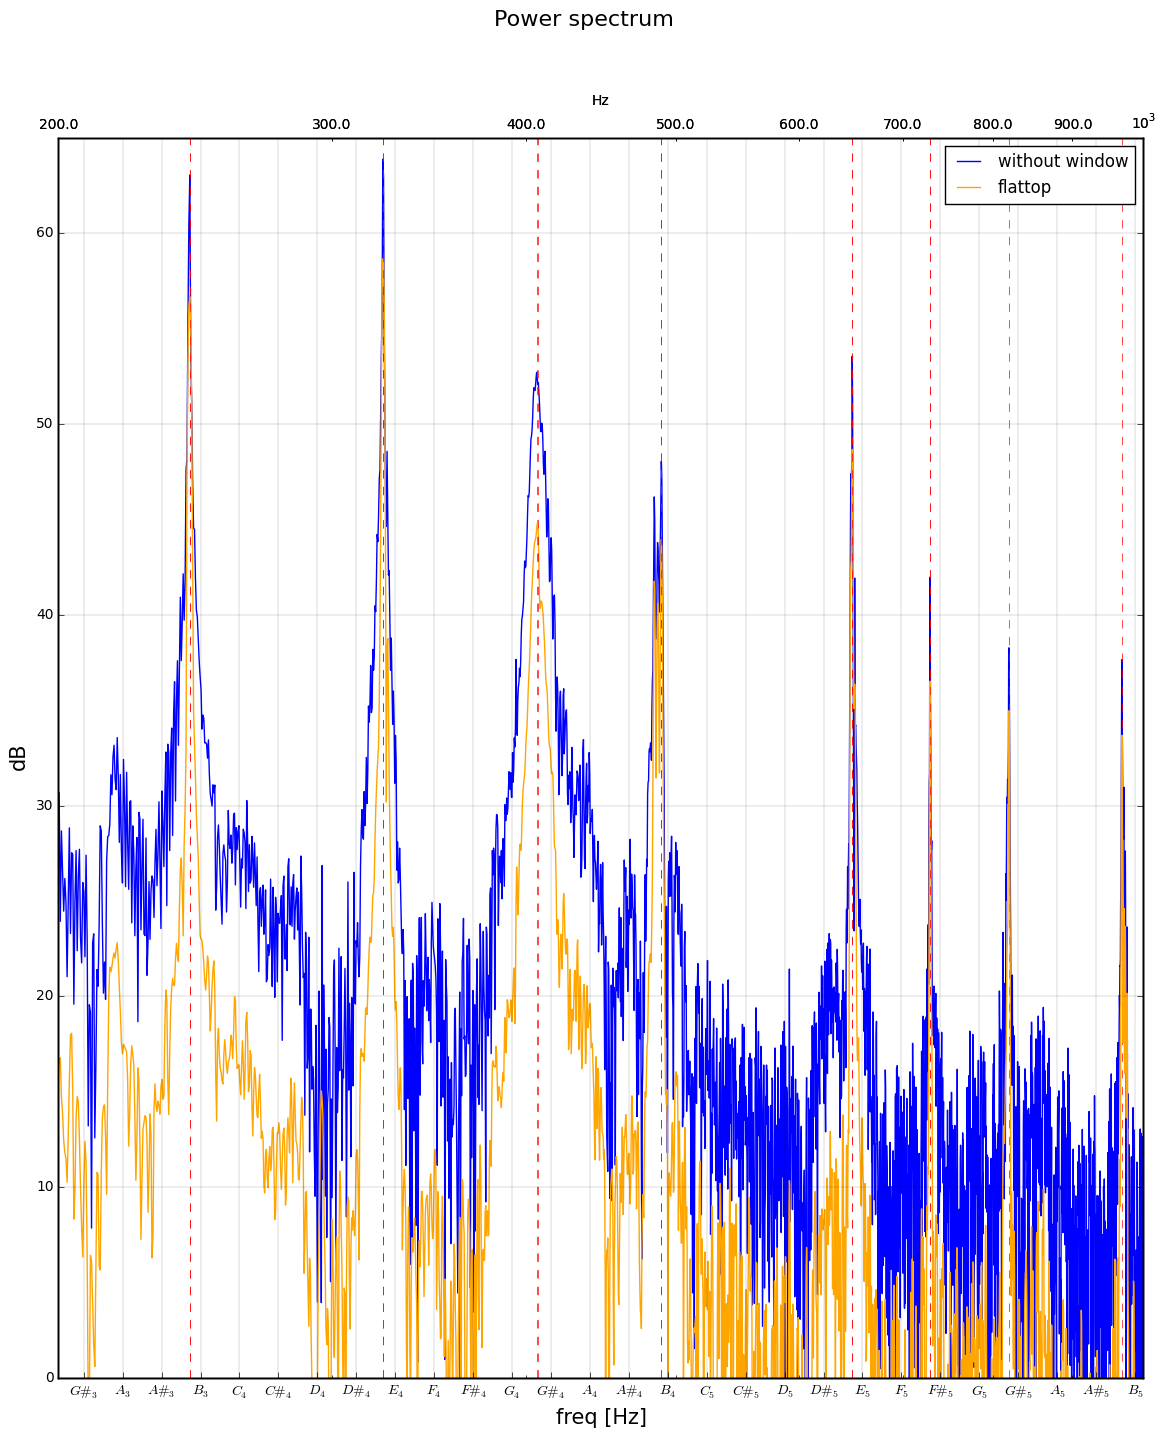 Power spectrum
Hz
200.0 300.0 400.0 500.0 600.0 700.0 800.0 900.0 10³
without window
flattop
60
50
40
30
20
10
0
dB
G#₃ A₃ A#₃ B₃ C₄ C#₄ D₄ D#₄ E₄ F₄ F#₄ G₄ G#₄ A₄ A#₄ B₄ C₅ C#₅ D₅ D#₅ E₅ F₅ F#₅ G₅ G#₅ A₅ A#₅ B₅
freq [Hz]